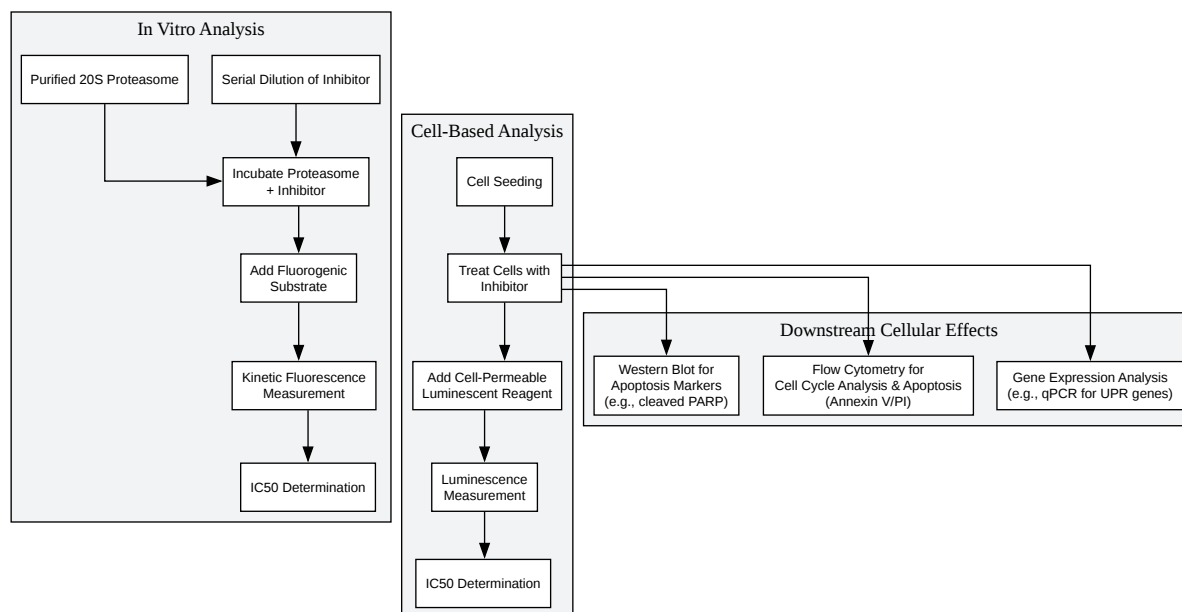 In Vitro Analysis
Purified 20S Proteasome
Serial Dilution of Inhibitor
Incubate Proteasome
+ Inhibitor
Add Fluorogenic
Substrate
Kinetic Fluorescence
Measurement
IC50 Determination
Cell-Based Analysis
Cell Seeding
Treat Cells with
Inhibitor
Add Cell-Permeable
Luminescent Reagent
Luminescence
Measurement
IC50 Determination
Downstream Cellular Effects
Western Blot for
Apoptosis Markers
(e.g., cleaved PARP)
Flow Cytometry for
Cell Cycle Analysis & Apoptosis
(Annexin V/PI)
Gene Expression Analysis
(e.g., qPCR for UPR genes)